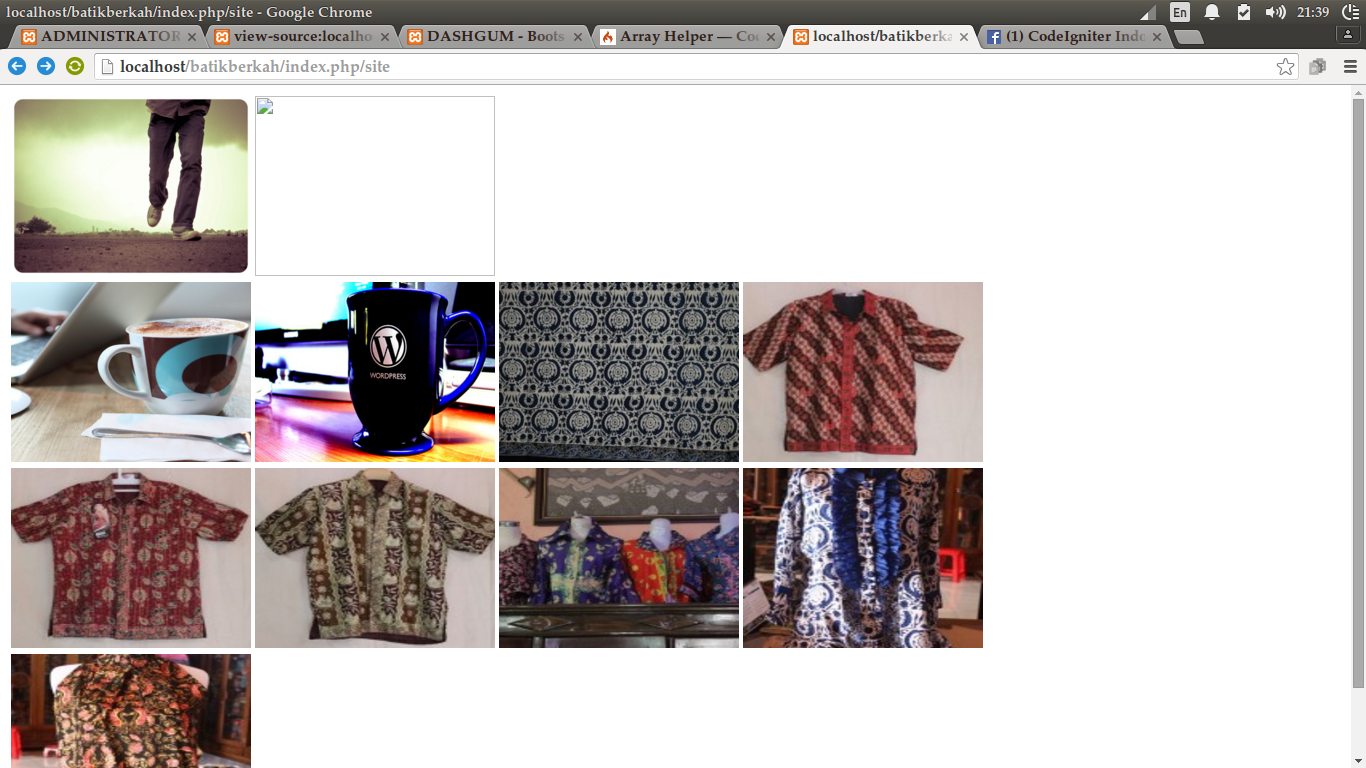 localhost/batikberkah/index.php/site - Google Chrome
En
21:39
ADMINISTRATOR
view-source:localho
DASHGUM - Boots
Array Helper — Co
localhost/batikberka
(1) CodeIgniter Ind
localhost/batikberkah/index.php/site
W
WORDPRESS